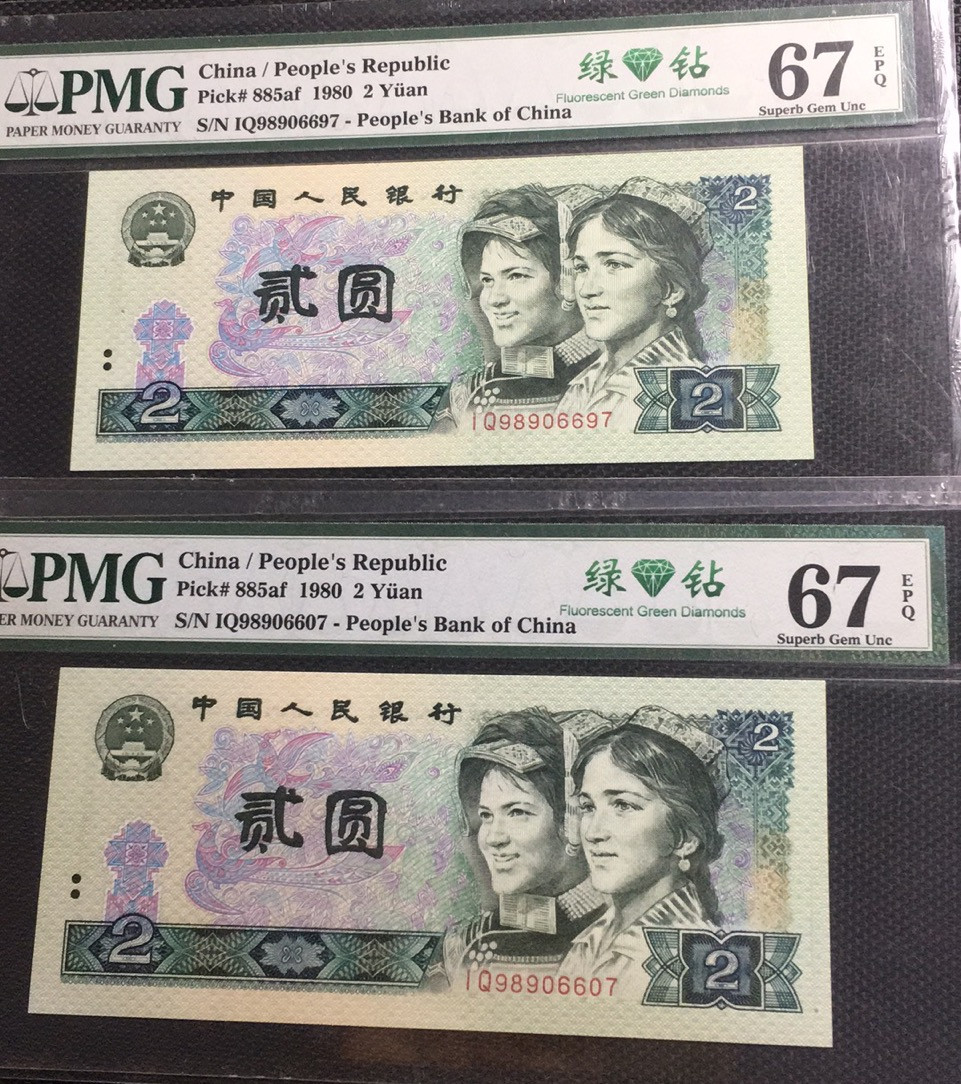 PMG
PAPER MONEY GUARANTY
China / People's Republic
Pick# 885af 1980 2 Yüan
S/N IQ98906697 - People's Bank of China
绿 钻
Fluorescent Green Diamonds
67
EPQ
Superb Gem Unc
中国人民银行
2
贰圆
2
IQ98906697
2
PMG
ER MONEY GUARANTY
China / People's Republic
Pick# 885af 1980 2 Yüan
S/N IQ98906607 - People's Bank of China
绿 钻
Fluorescent Green Diamonds
67
EPQ
Superb Gem Unc
中国人民银行
2
贰圆
2
IQ98906607
2